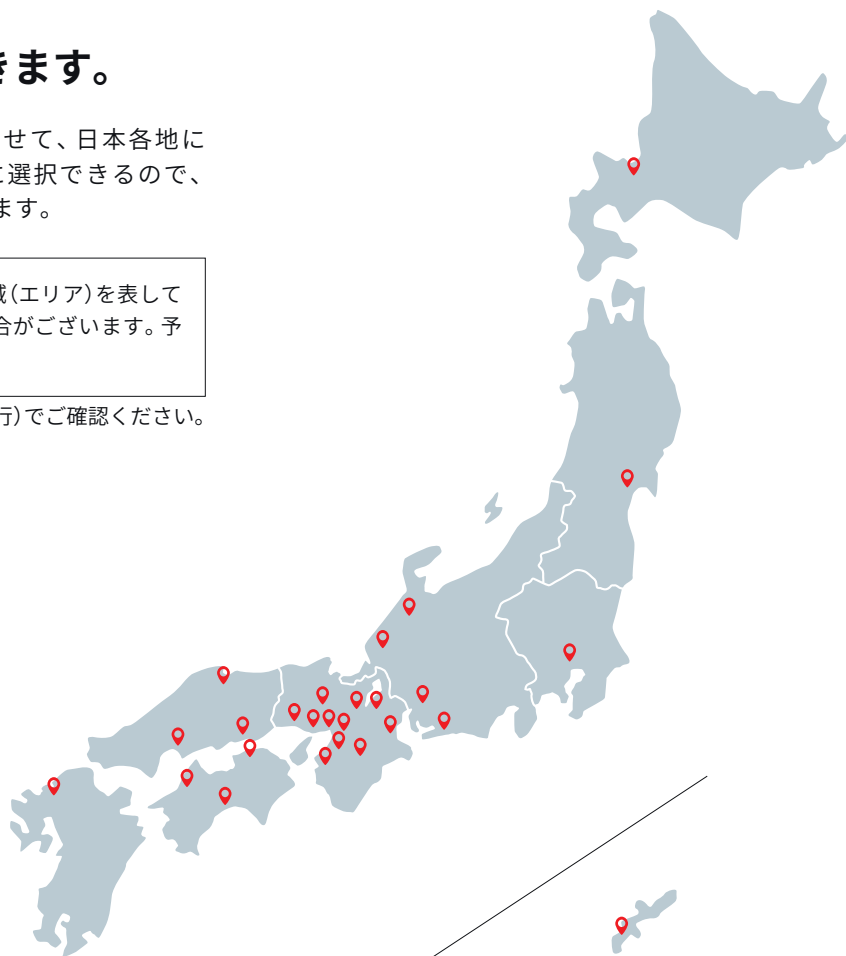 きます。
せて、日本各地に
に選択できるので、
ます。
域（エリア）を表して
合がございます。予
行）でご確認ください。